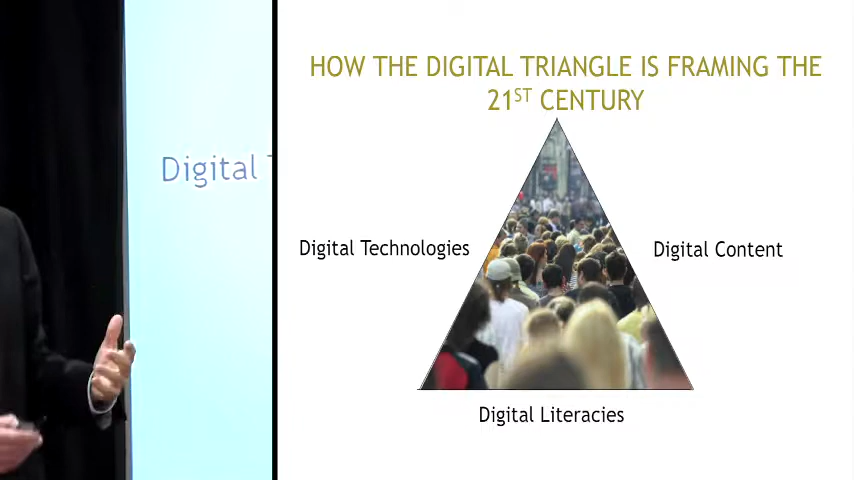 Digital
HOW THE DIGITAL TRIANGLE IS FRAMING THE
21ST CENTURY
Digital Technologies
Digital Content
Digital Literacies